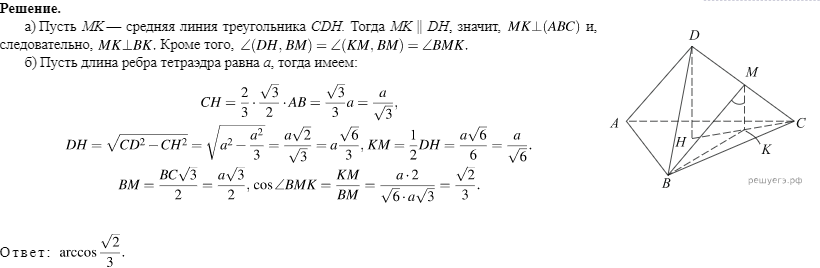 Решение.
а) Пусть MK — средняя линия треугольника CDH. Тогда MK ∥ DH, значит, MK⊥(ABC) и,
следовательно, MK⊥BK. Кроме того, ∠(DH, BM) = ∠(KM, BM) = ∠BMK.
б) Пусть длина ребра тетраэдра равна a, тогда имеем:
CH = 2/3 · √3/2 · AB = √3/3 a = a/√3,
DH = √(CD² − CH²) = √(a² − a²/3) = a√2/√3 = a √6/3, KM = 1/2 DH = a√6/6 = a/√6.
BM = BC√3/2 = a√3/2, cos∠BMK = KM/BM = a · 2/(√6 · a√3) = √2/3.
Ответ: arccos √2/3.
D
M
A
C
H
K
B
решуегэ.рф